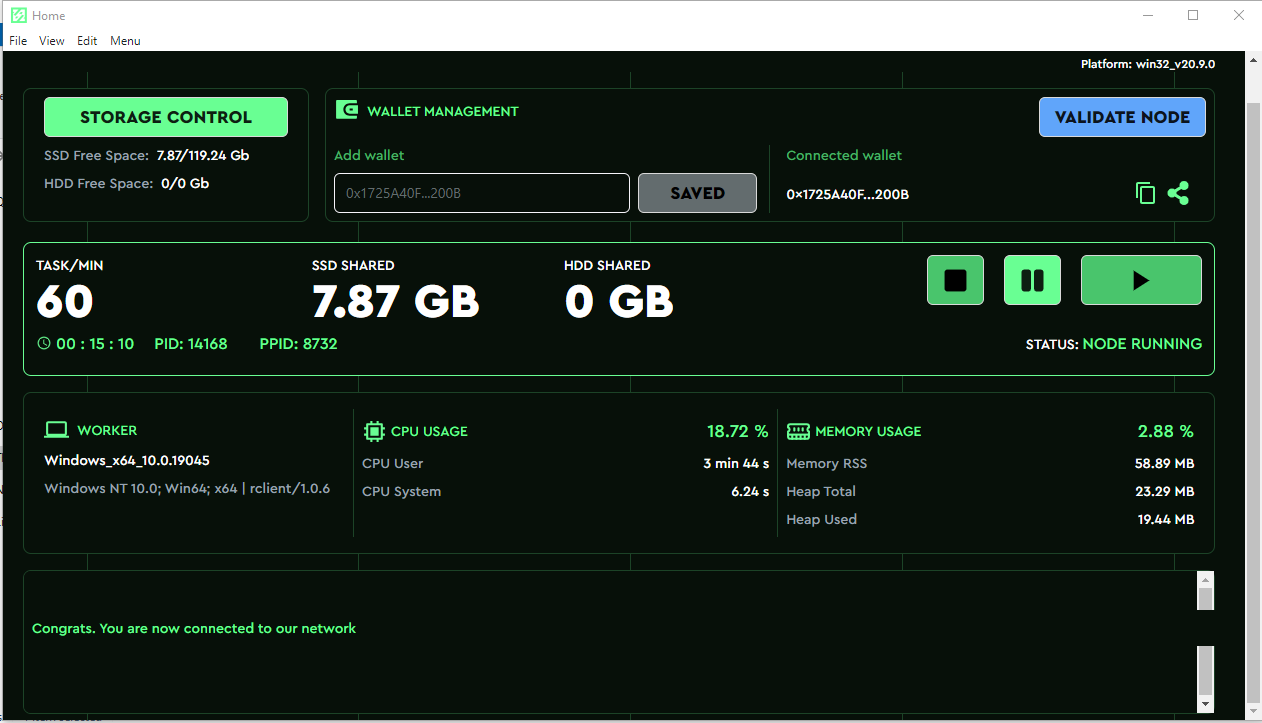 Home
File View Edit Menu
Platform: win32_v20.9.0
STORAGE CONTROL
SSD Free Space: 7.87/119.24 Gb
HDD Free Space: 0/0 Gb
WALLET MANAGEMENT
VALIDATE NODE
Add wallet
0x1725A40F...200B
SAVED
Connected wallet
0x1725A40F...200B
TASK/MIN
60
SSD SHARED
7.87 GB
HDD SHARED
0 GB
00 : 15 : 10 PID: 14168 PPID: 8732
STATUS: NODE RUNNING
WORKER
Windows_x64_10.0.19045
Windows NT 10.0; Win64; x64 | rclient/1.0.6
CPU USAGE 18.72 %
CPU User 3 min 44 s
CPU System 6.24 s
MEMORY USAGE 2.88 %
Memory RSS 58.89 MB
Heap Total 23.29 MB
Heap Used 19.44 MB
Congrats. You are now connected to our network